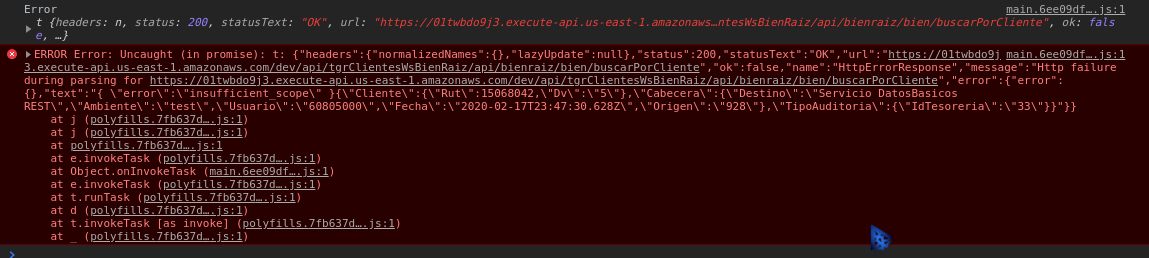 Error main.6ee09df….js:1
t {headers: n, status: 200, statusText: "OK", url: "https://01twbdo9j3.execute-api.us-east-1.amazonaws…ntesWsBienRaiz/api/bienraiz/bien/buscarPorCliente", ok: fals
e, …}
ERROR Error: Uncaught (in promise): t: {"headers":{"normalizedNames":{},"lazyUpdate":null},"status":200,"statusText":"OK","url":"https://01twbdo9j main.6ee09df….js:1
3.execute-api.us-east-1.amazonaws.com/dev/api/tgrClientesWsBienRaiz/api/bienraiz/bien/buscarPorCliente","ok":false,"name":"HttpErrorResponse","message":"Http failure
during parsing for https://01twbdo9j3.execute-api.us-east-1.amazonaws.com/dev/api/tgrClientesWsBienRaiz/api/bienraiz/bien/buscarPorCliente","error":{"error":
{},"text":"{ \"error\":\"insufficient_scope\" }{\"Cliente\":{\"Rut\":15068042,\"Dv\":\"5\"},\"Cabecera\":{\"Destino\":\"Servicio DatosBasicos
REST\",\"Ambiente\":\"test\",\"Usuario\":\"60805000\",\"Fecha\":\"2020-02-17T23:47:30.628Z\",\"Origen\":\"928\"},\"TipoAuditoria\":{\"IdTesoreria\":\"33\"}}"}}
at j (polyfills.7fb637d….js:1)
at j (polyfills.7fb637d….js:1)
at polyfills.7fb637d….js:1
at e.invokeTask (polyfills.7fb637d….js:1)
at Object.onInvokeTask (main.6ee09df….js:1)
at e.invokeTask (polyfills.7fb637d….js:1)
at t.runTask (polyfills.7fb637d….js:1)
at d (polyfills.7fb637d….js:1)
at t.invokeTask [as invoke] (polyfills.7fb637d….js:1)
at _ (polyfills.7fb637d….js:1)